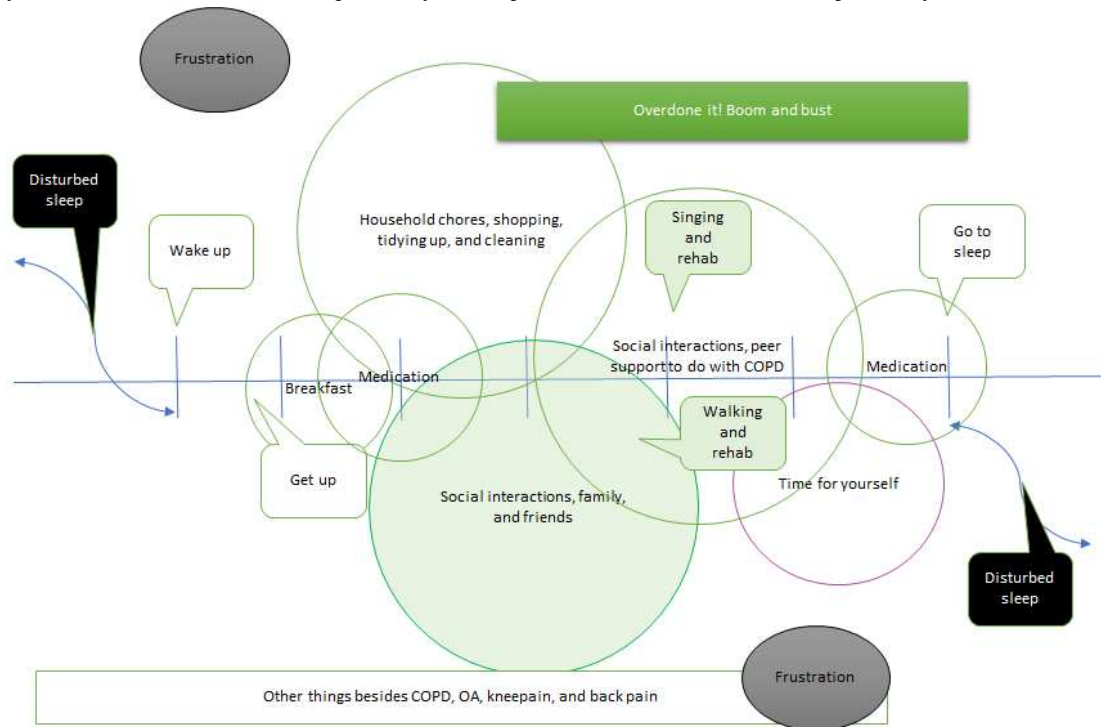 Frustration
Overdone it! Boom and bust
Disturbed
sleep
Wake up
Household chores, shopping,
tidying up, and cleaning
Singing
and
rehab
Go to
sleep
Breakfast
Medication
Social interactions, peer
support to do with COPD
Medication
Get up
Walking
and
rehab
Social interactions, family,
and friends
Time for yourself
Disturbed
sleep
Other things besides COPD, OA, kneepain, and back pain
Frustration